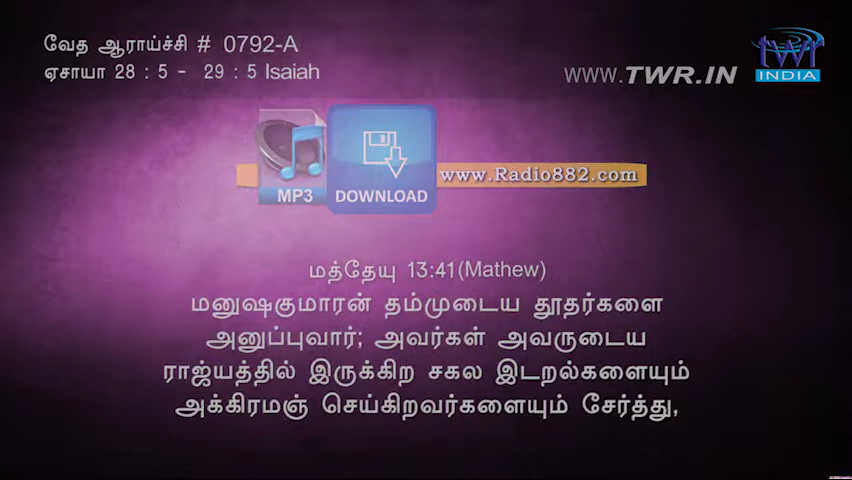 வேத ஆராய்ச்சி # 0792-A
ஏசாயா 28 : 5 - 29 : 5 Isaiah
www.TWR.IN
twr
INDIA
MP3
DOWNLOAD
www.Radio882.com
மத்தேயு 13:41(Mathew)
மனுஷகுமாரன் தம்முடைய தூதர்களை
அனுப்புவார்; அவர்கள் அவருடைய
ராஜ்யத்தில் இருக்கிற சகல இடறல்களையும்
அக்கிரமஞ் செய்கிறவர்களையும் சேர்த்து,